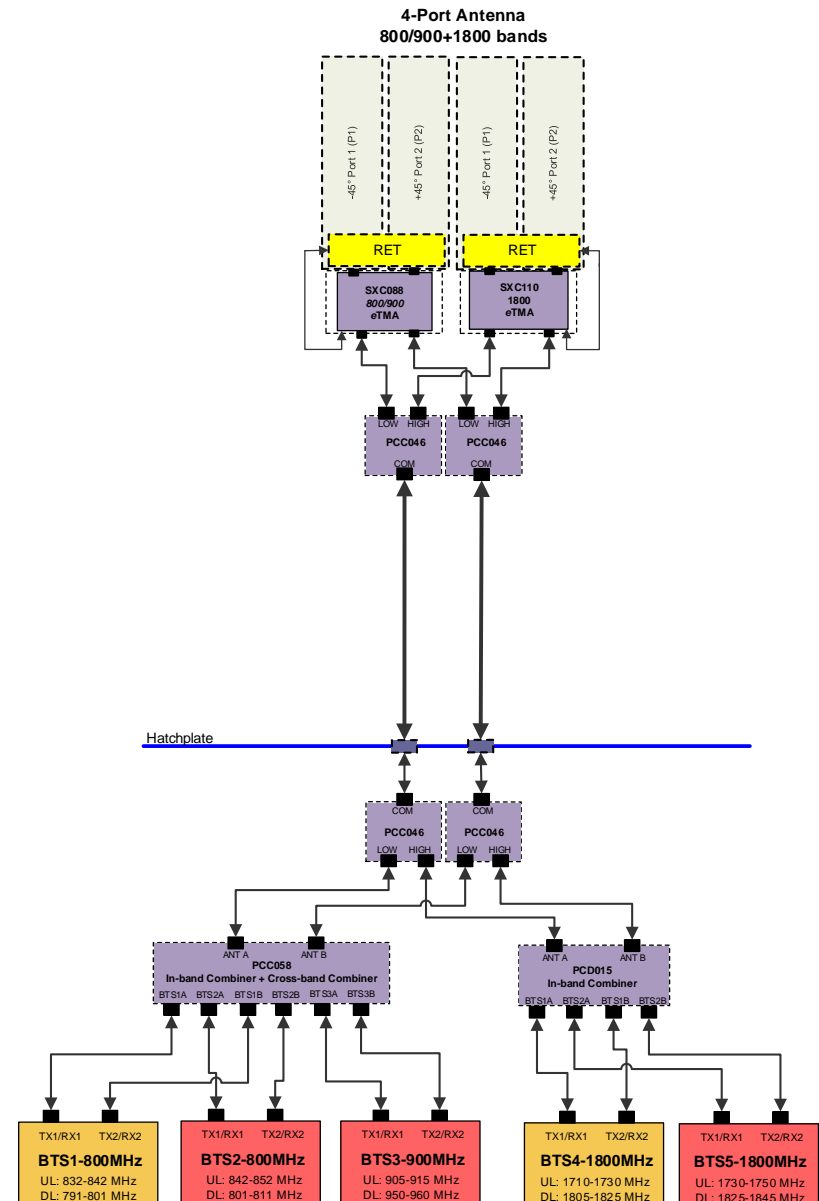 4-Port Antenna
800/900+1800 bands
-45° Port 1 (P1)
+45° Port 2 (P2)
-45° Port 1 (P1)
+45° Port 2 (P2)
RET
RET
SXC088
800/900
eTMA
SXC110
1800
eTMA
LOW HIGH
PCC046
COM
LOW HIGH
PCC046
COM
Hatchplate
COM
PCC046
LOW HIGH
COM
PCC046
LOW HIGH
ANT A ANT B
PCC058
In-band Combiner + Cross-band Combiner
BTS1A BTS2A BTS1B BTS2B BTS3A BTS3B
ANT A ANT B
PCD015
In-band Combiner
BTS1A BTS2A BTS1B BTS2B
TX1/RX1 TX2/RX2
BTS1-800MHz
UL: 832-842 MHz
DL: 791-801 MHz
TX1/RX1 TX2/RX2
BTS2-800MHz
UL: 842-852 MHz
DL: 801-811 MHz
TX1/RX1 TX2/RX2
BTS3-900MHz
UL: 905-915 MHz
DL: 950-960 MHz
TX1/RX1 TX2/RX2
BTS4-1800MHz
UL: 1710-1730 MHz
DL: 1805-1825 MHz
TX1/RX1 TX2/RX2
BTS5-1800MHz
UL: 1730-1750 MHz
DL: 1825-1845 MHz